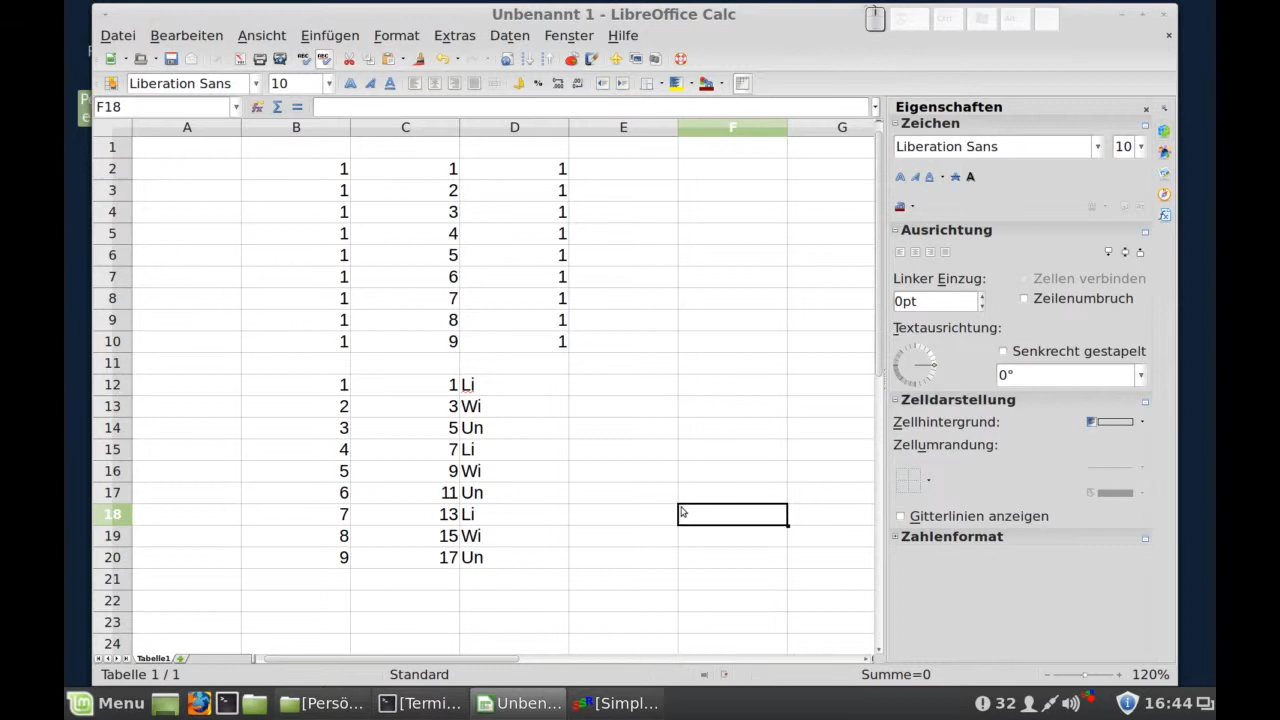 Unbenannt 1 - LibreOffice Calc
Datei Bearbeiten Ansicht Einfügen Format Extras Daten Fenster Hilfe
Liberation Sans 10
F18
Eigenschaften
Zeichen
Liberation Sans 10
Ausrichtung
Linker Einzug: Zellen verbinden
0pt Zeilenumbruch
Textausrichtung:
Senkrecht gestapelt
0°
Zelldarstellung
Zellhintergrund:
Zellumrandung:
Gitterlinien anzeigen
Zahlenformat
A B C D E F G
1
2 1 1 1
3 1 2 1
4 1 3 1
5 1 4 1
6 1 5 1
7 1 6 1
8 1 7 1
9 1 8 1
10 1 9 1
11
12 1 1 Li
13 2 3 Wi
14 3 5 Un
15 4 7 Li
16 5 9 Wi
17 6 11 Un
18 7 13 Li
19 8 15 Wi
20 9 17 Un
21
22
23
24
Tabelle1
Tabelle 1 / 1 Standard Summe=0 120%
Menu [Persö... [Termi... Unben... [Simpl... 32 16:44